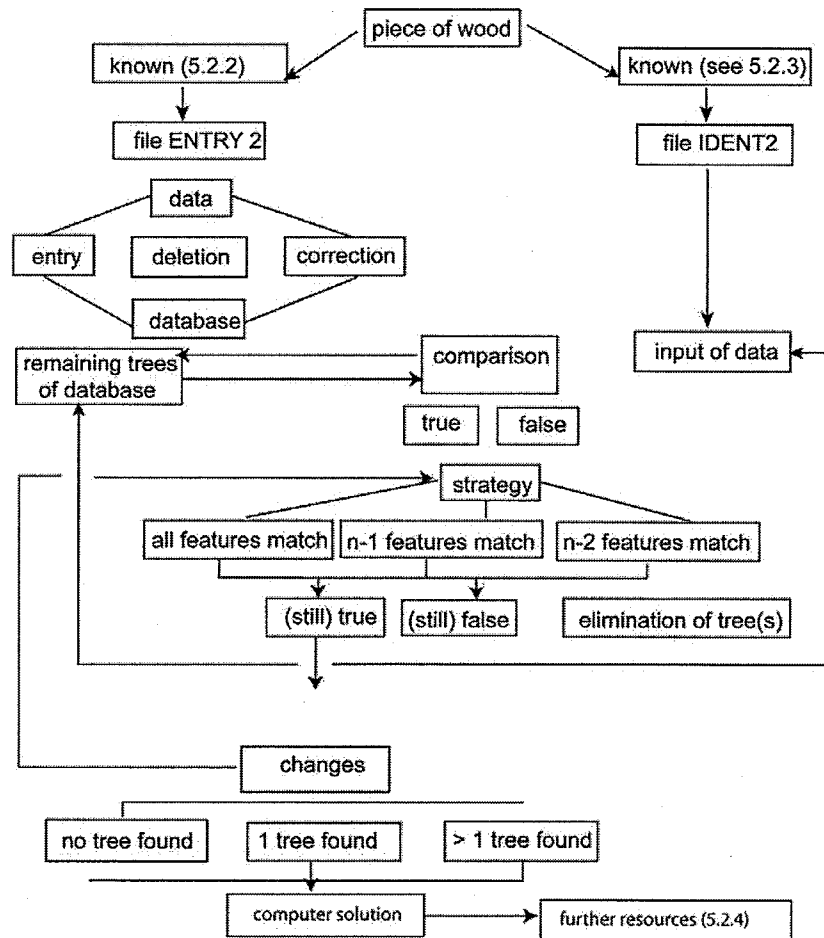 piece of wood
known (5.2.2)
known (see 5.2.3)
file ENTRY 2
file IDENT2
data
entry
deletion
correction
database
remaining trees
of database
comparison
input of data
true
false
strategy
all features match
n-1 features match
n-2 features match
(still) true
(still) false
elimination of tree(s)
changes
no tree found
1 tree found
> 1 tree found
computer solution
further resources (5.2.4)